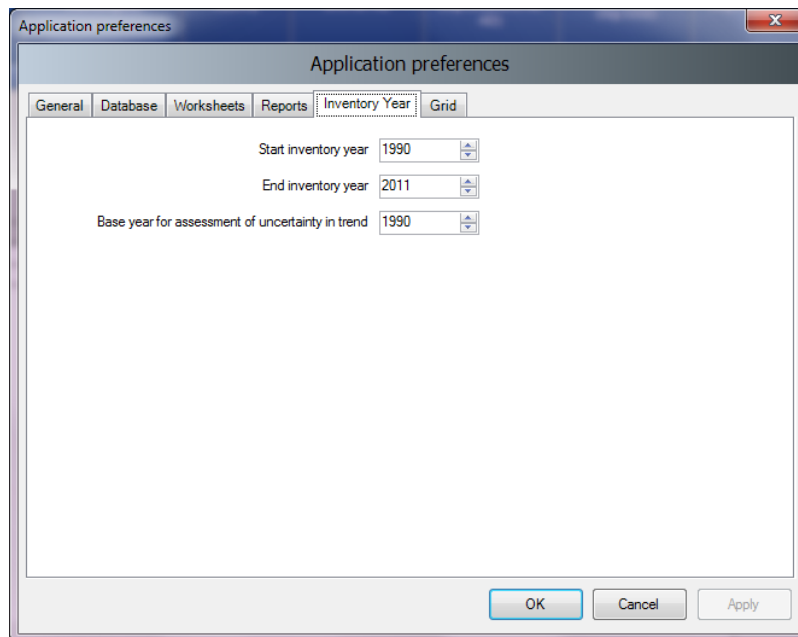 Application preferences
Application preferences
General Database Worksheets Reports Inventory Year Grid
Start inventory year 1990
End inventory year 2011
Base year for assessment of uncertainty in trend 1990
OK Cancel Apply